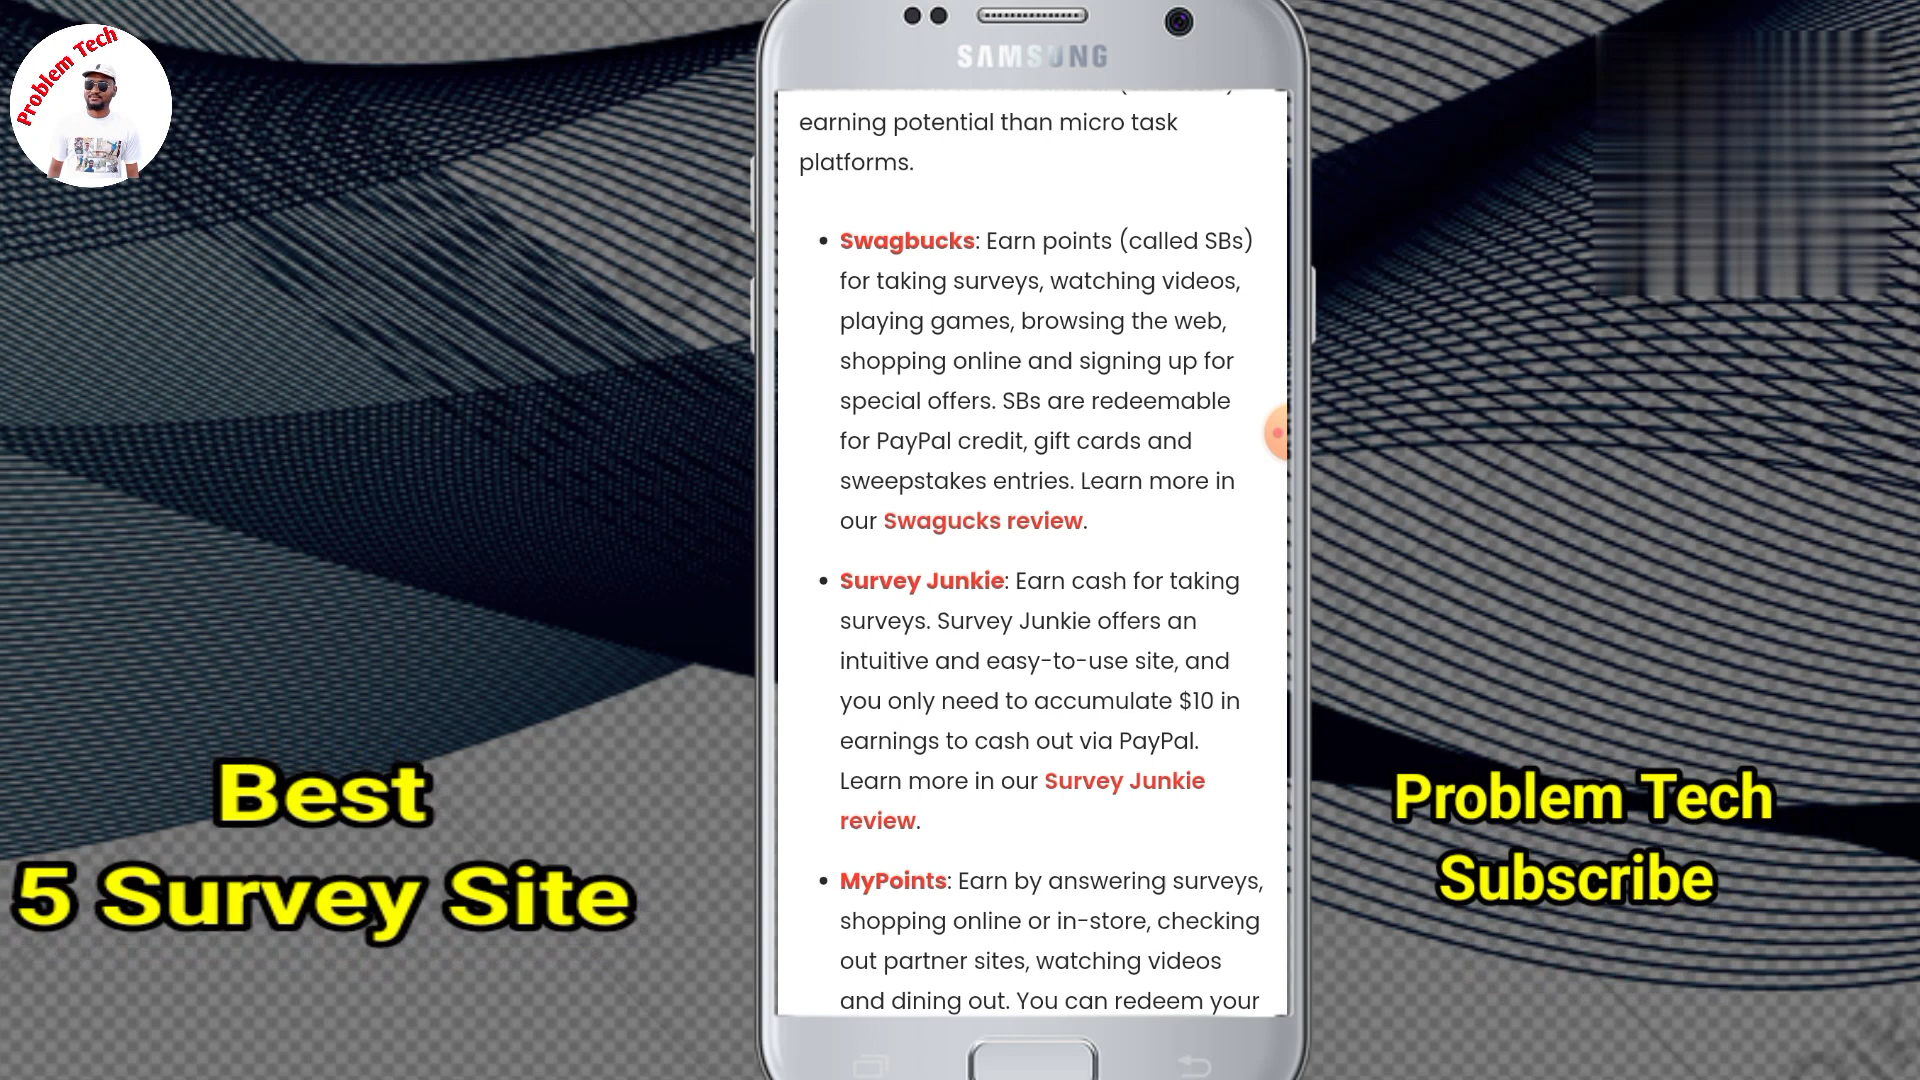 Problem Tech
SAMSUNG
earning potential than micro task
platforms.
• Swagbucks: Earn points (called SBs)
for taking surveys, watching videos,
playing games, browsing the web,
shopping online and signing up for
special offers. SBs are redeemable
for PayPal credit, gift cards and
sweepstakes entries. Learn more in
our Swagucks review.
• Survey Junkie: Earn cash for taking
surveys. Survey Junkie offers an
intuitive and easy-to-use site, and
you only need to accumulate $10 in
earnings to cash out via PayPal.
Learn more in our Survey Junkie
review.
• MyPoints: Earn by answering surveys,
shopping online or in-store, checking
out partner sites, watching videos
and dining out. You can redeem your
Best
5 Survey Site
Problem Tech
Subscribe